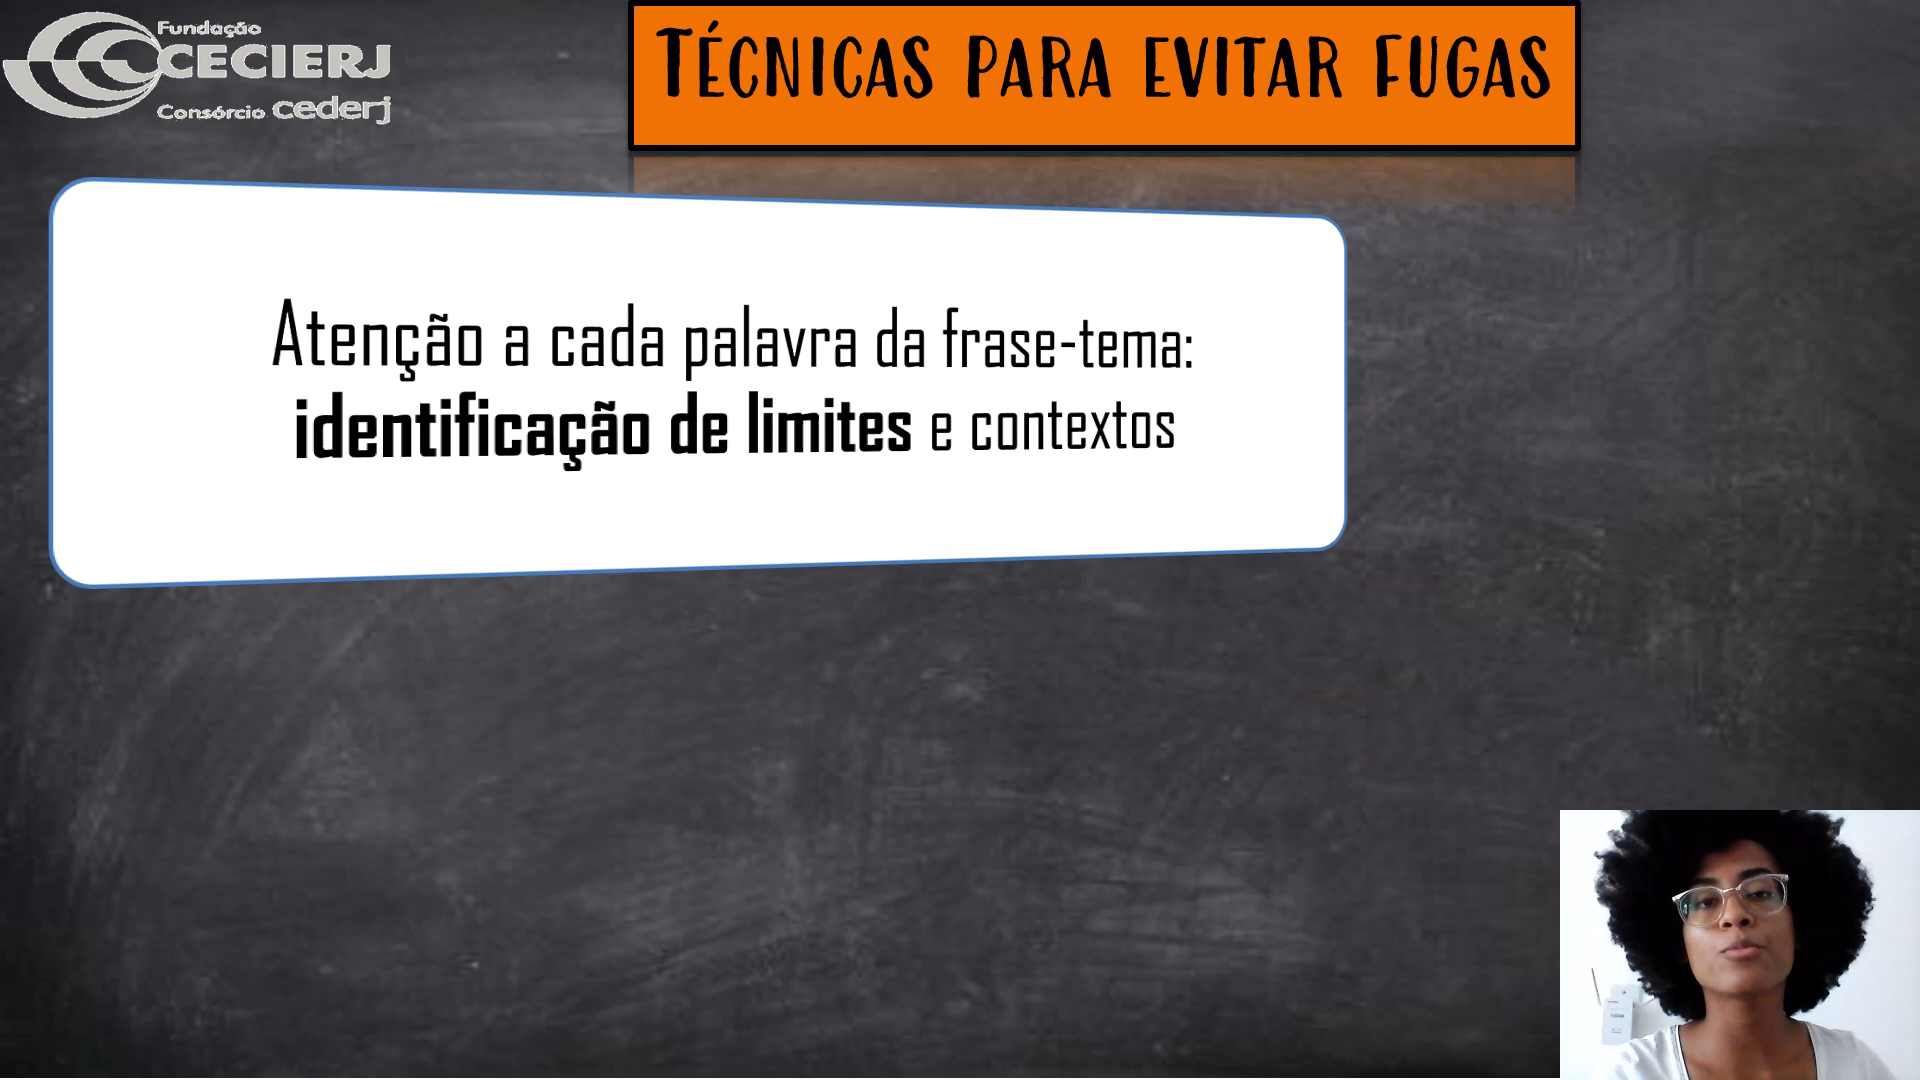 Fundação
CECIERJ
Consórcio cederj
TÉCNICAS PARA EVITAR FUGAS
Atenção a cada palavra da frase-tema:
identificação de limites e contextos